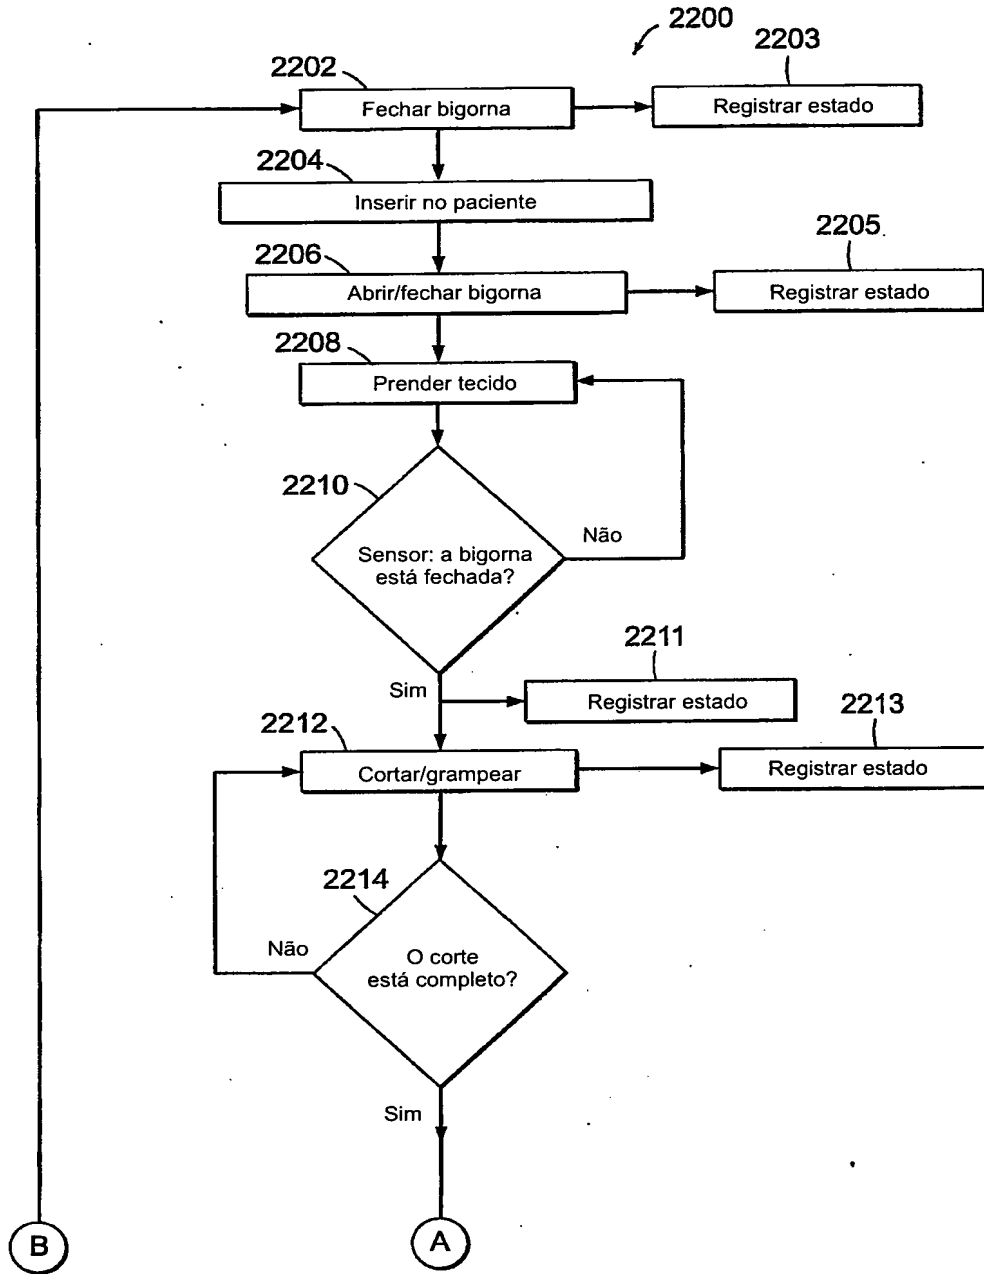 2200
2202
2203
Fechar bigorna
Registrar estado
2204
Inserir no paciente
2206
2205
Abrir/fechar bigorna
Registrar estado
2208
Prender tecido
2210
Não
Sensor: a bigorna
está fechada?
2211
Sim
Registrar estado
2212
2213
Cortar/grampear
Registrar estado
2214
Não
O corte
está completo?
Sim
B
A